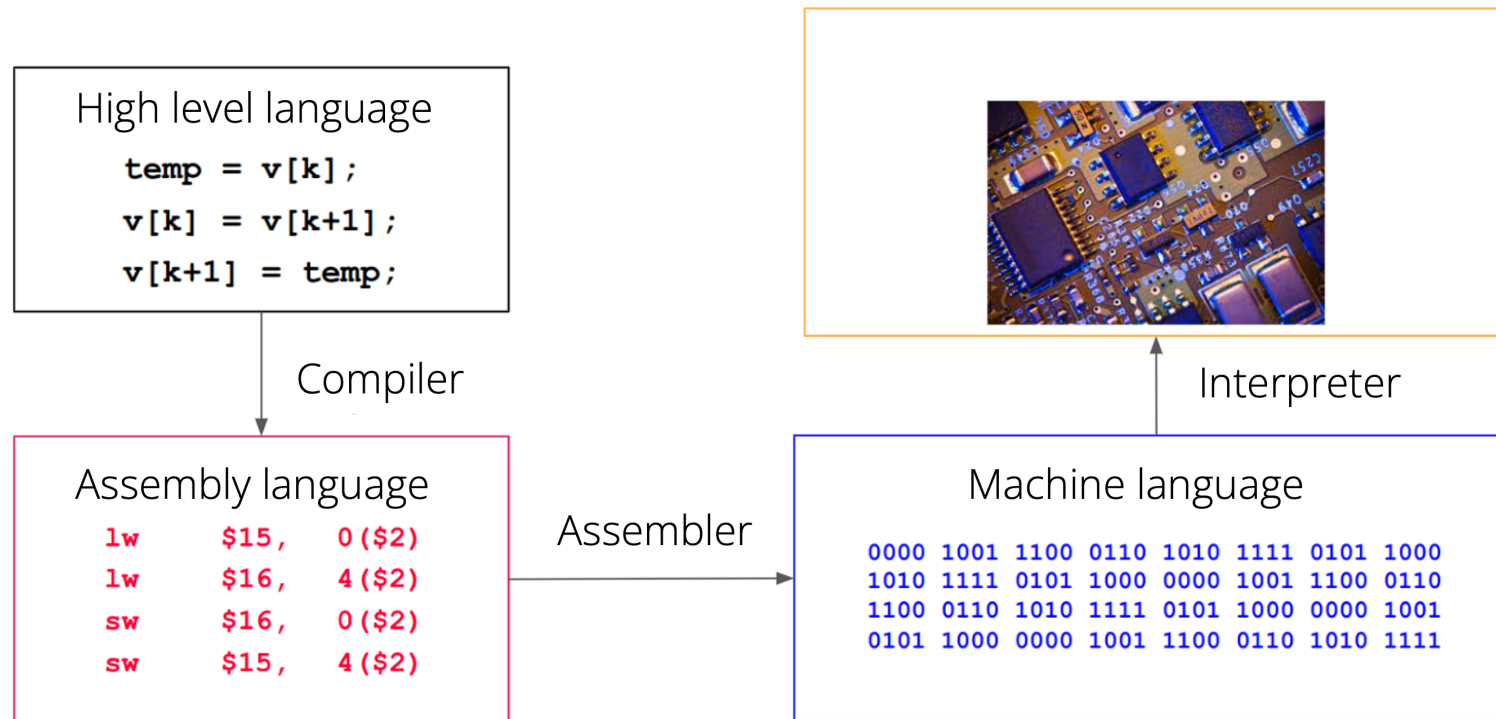 High level language
temp = v[k];
v[k] = v[k+1];
v[k+1] = temp;
Compiler
Assembly language
lw $15, 0($2)
lw $16, 4($2)
sw $16, 0($2)
sw $15, 4($2)
Assembler
Machine language
0000 1001 1100 0110 1010 1111 0101 1000
1010 1111 0101 1000 0000 1001 1100 0110
1100 0110 1010 1111 0101 1000 0000 1001
0101 1000 0000 1001 1100 0110 1010 1111
Interpreter
C257